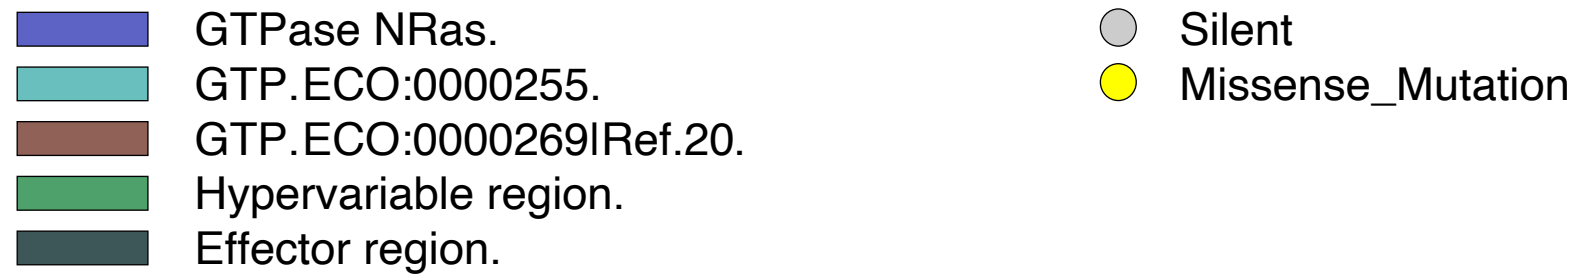 GTPase NRas.
GTP.ECO:0000255.
GTP.ECO:0000269|Ref.20.
Hypervariable region.
Effector region.
Silent
Missense_Mutation